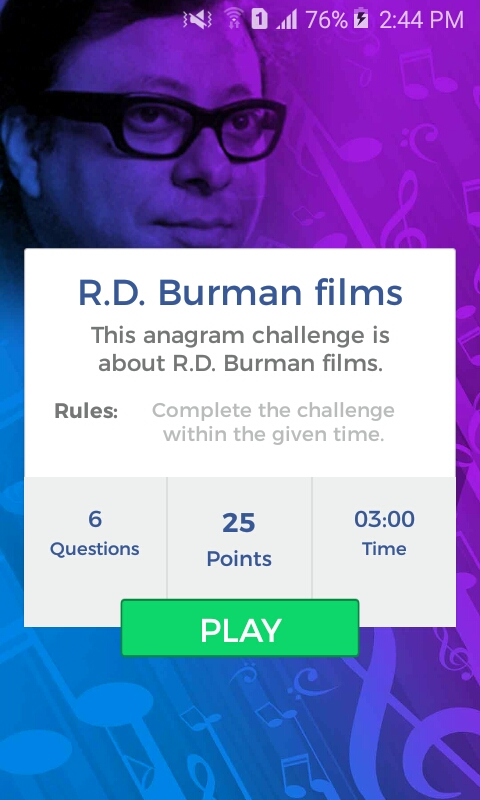 1 76% 2:44 PM
R.D. Burman films
This anagram challenge is
about R.D. Burman films.
Rules: Complete the challenge
within the given time.
6 25 03:00
Questions Points Time
PLAY